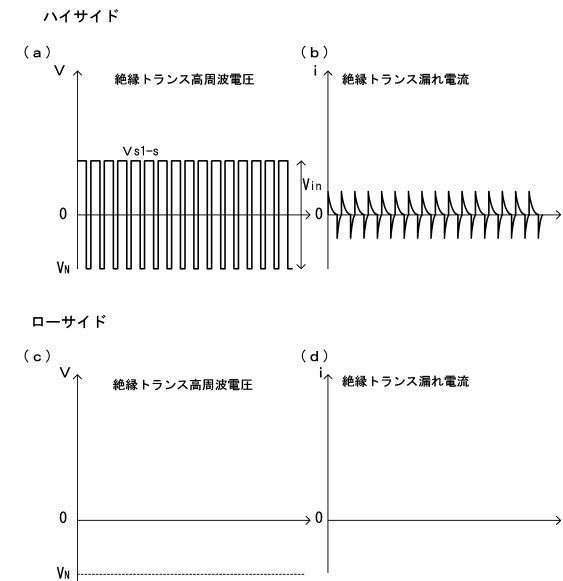 ハイサイド
(a)
V
絶縁トランス高周波電圧
Vs1-s
0
Vin
VN
(b)
i
絶縁トランス漏れ電流
0
ローサイド
(c)
V
絶縁トランス高周波電圧
0
VN
(d)
i
絶縁トランス漏れ電流
0